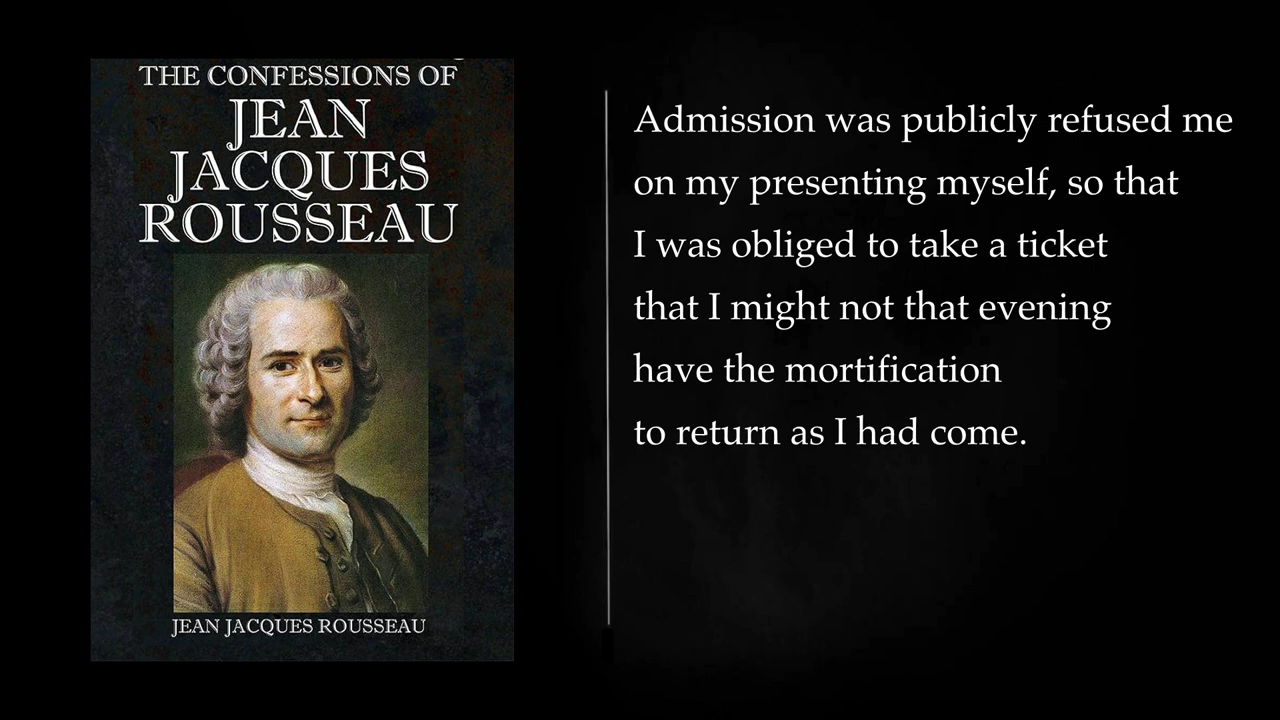 THE CONFESSIONS OF
JEAN
JACQUES
ROUSSEAU
JEAN JACQUES ROUSSEAU
Admission was publicly refused me
on my presenting myself, so that
I was obliged to take a ticket
that I might not that evening
have the mortification
to return as I had come.